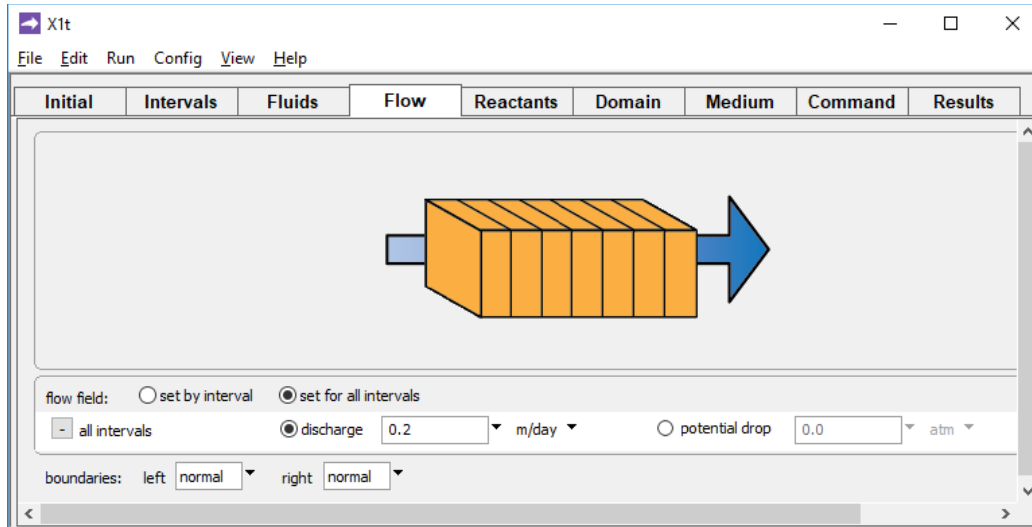 X1t
File Edit Run Config View Help
Initial Intervals Fluids Flow Reactants Domain Medium Command Results
flow field: set by interval set for all intervals
- all intervals discharge 0.2 m/day potential drop 0.0 atm
boundaries: left normal right normal